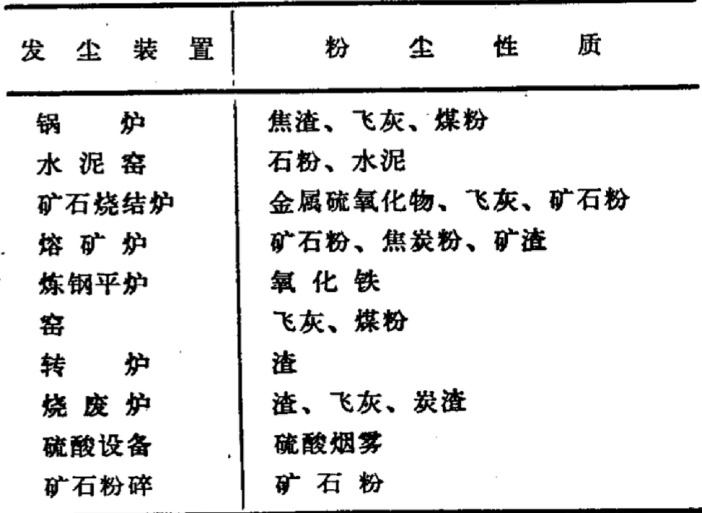 发尘装置 粉尘性质
锅炉 焦渣、飞灰、煤粉
水泥窑 石粉、水泥
矿石烧结炉 金属硫氧化物、飞灰、矿石粉
熔矿炉 矿石粉、焦炭粉、矿渣
炼钢平炉 氧化铁
窑 飞灰、煤粉
转炉 渣
烧废炉 渣、飞灰、炭渣
硫酸设备 硫酸烟雾
矿石粉碎 矿石粉